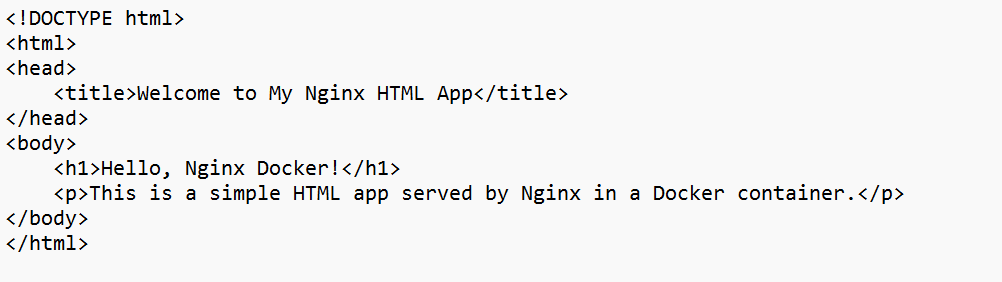 <!DOCTYPE html>
<html>
<head>
    <title>Welcome to My Nginx HTML App</title>
</head>
<body>
    <h1>Hello, Nginx Docker!</h1>
    <p>This is a simple HTML app served by Nginx in a Docker container.</p>
</body>
</html>